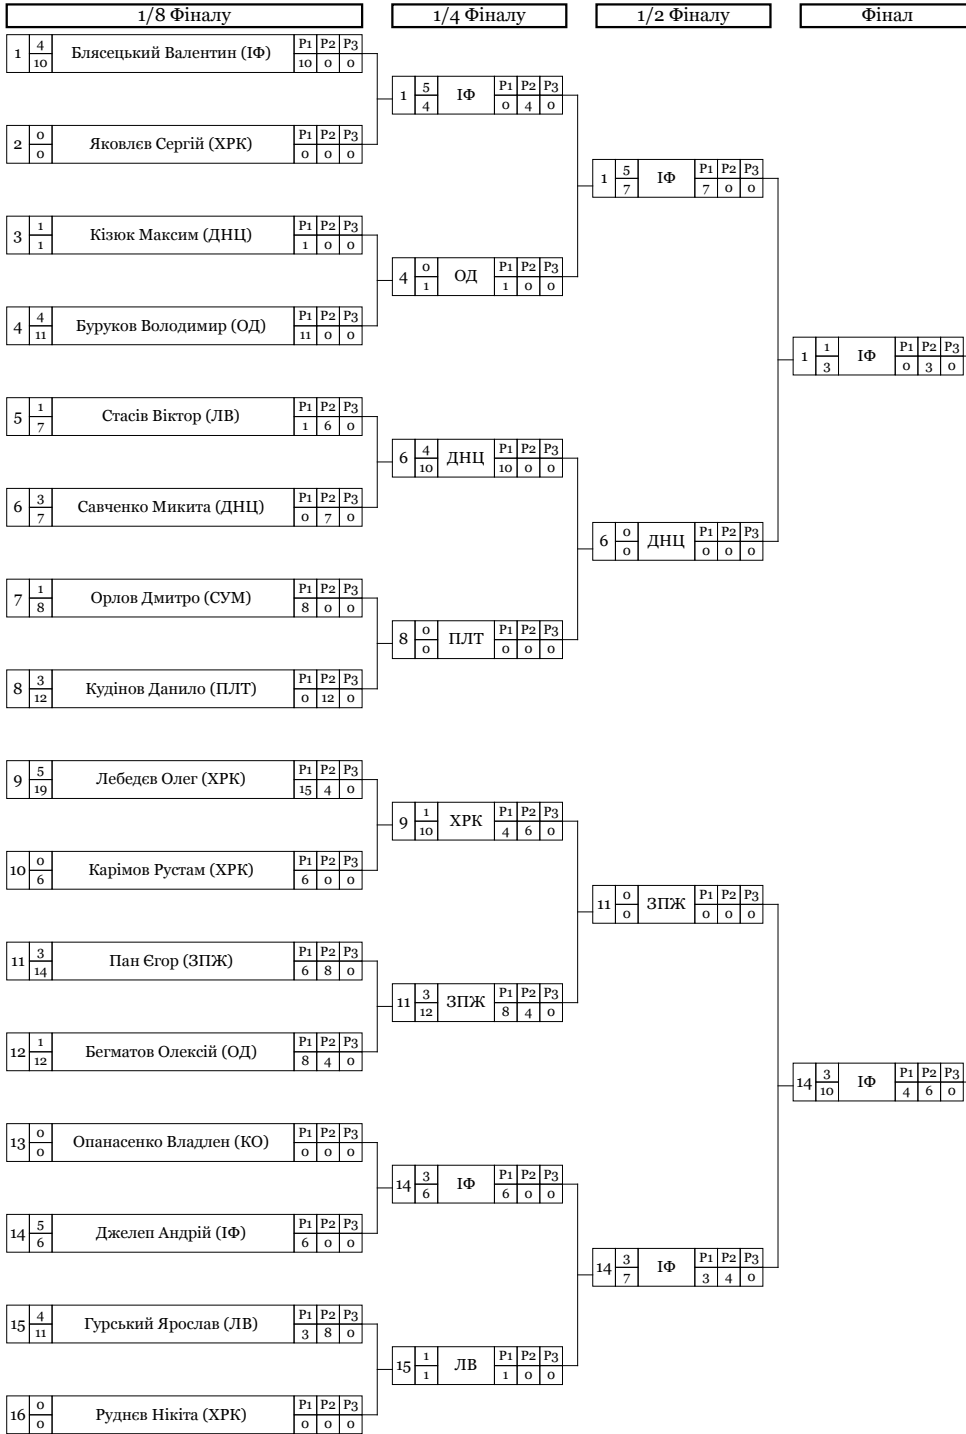 1/8 Фіналу 1/4 Фіналу 1/2 Фіналу Фінал
1 4 10 Блясецький Валентин (ІФ) P1 P2 P3 10 0 0
1 5 4 ІФ P1 P2 P3 0 4 0
2 0 0 Яковлєв Сергій (ХРК) P1 P2 P3 0 0 0
1 5 7 ІФ P1 P2 P3 7 0 0
3 1 1 Кізюк Максим (ДНЦ) P1 P2 P3 1 0 0
4 0 1 ОД P1 P2 P3 1 0 0
4 4 11 Буруков Володимир (ОД) P1 P2 P3 11 0 0
1 1 3 ІФ P1 P2 P3 0 3 0
5 1 7 Стасів Віктор (ЛВ) P1 P2 P3 1 6 0
6 4 10 ДНЦ P1 P2 P3 10 0 0
6 3 7 Савченко Микита (ДНЦ) P1 P2 P3 0 7 0
6 0 0 ДНЦ P1 P2 P3 0 0 0
7 1 8 Орлов Дмитро (СУМ) P1 P2 P3 8 0 0
8 0 0 ПЛТ P1 P2 P3 0 0 0
8 3 12 Кудінов Данило (ПЛТ) P1 P2 P3 0 12 0
9 5 19 Лебедєв Олег (ХРК) P1 P2 P3 15 4 0
9 1 10 ХРК P1 P2 P3 4 6 0
10 0 6 Карімов Рустам (ХРК) P1 P2 P3 6 0 0
11 0 0 ЗПЖ P1 P2 P3 0 0 0
11 3 14 Пан Єгор (ЗПЖ) P1 P2 P3 6 8 0
11 3 12 ЗПЖ P1 P2 P3 8 4 0
12 1 12 Бегматов Олексій (ОД) P1 P2 P3 8 4 0
14 3 10 ІФ P1 P2 P3 4 6 0
13 0 0 Опанасенко Владлен (КО) P1 P2 P3 0 0 0
14 3 6 ІФ P1 P2 P3 6 0 0
14 5 6 Джелеп Андрій (ІФ) P1 P2 P3 6 0 0
14 3 7 ІФ P1 P2 P3 3 4 0
15 4 11 Гурський Ярослав (ЛВ) P1 P2 P3 3 8 0
15 1 1 ЛВ P1 P2 P3 1 0 0
16 0 0 Руднєв Нікіта (ХРК) P1 P2 P3 0 0 0